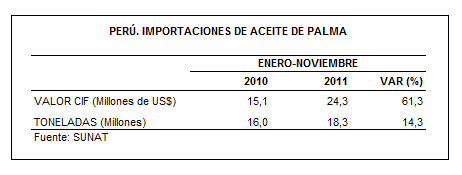 PERÚ. IMPORTACIONES DE ACEITE DE PALMA
ENERO-NOVIEMBRE
2010 2011 VAR (%)
VALOR CIF (Millones de US$) 15,1 24,3 61,3
TONELADAS (Millones) 16,0 18,3 14,3
Fuente: SUNAT